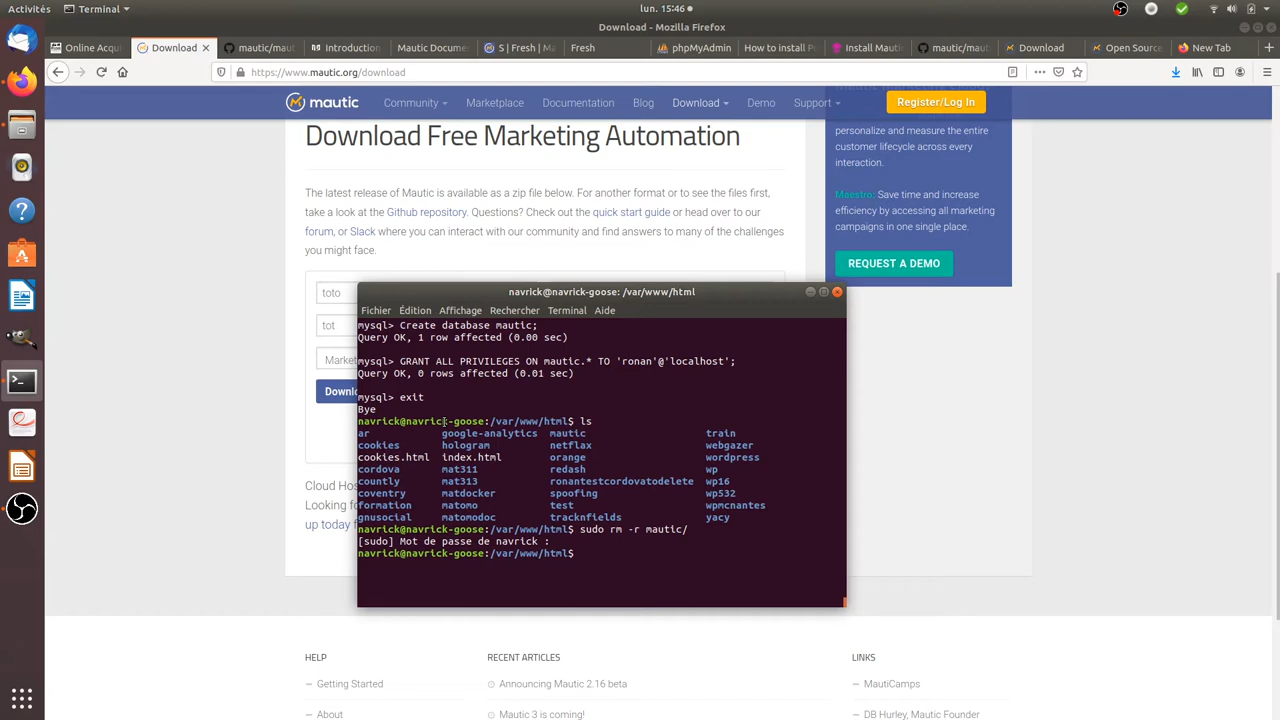 Activités
Terminal
lun. 15:46
Download - Mozilla Firefox
Online Acqu
Download
mautic/maut
Introduction
Mautic Docume
S | Fresh | Ma
Fresh
phpMyAdmin
How to install P
Install Mautic
mautic/maut
Download
Open Source
New Tab
https://www.mautic.org/download
mautic
Community
Marketplace
Documentation
Blog
Download
Demo
Support
Register/Log In
Download Free Marketing Automation
The latest release of Mautic is available as a zip file below. For another format or to see the files first,
take a look at the Github repository. Questions? Check out the quick start guide or head over to our
forum, or Slack where you can interact with our community and find answers to many of the challenges
you might face.
personalize and measure the entire
customer lifecycle across every
interaction.
Maestro: Save time and increase
efficiency by accessing all marketing
campaigns in one single place.
REQUEST A DEMO
toto
tot
Market
Downlo
Cloud Host
Looking fo
up today f
navrick@navrick-goose: /var/www/html
Fichier Édition Affichage Rechercher Terminal Aide
mysql> Create database mautic;
Query OK, 1 row affected (0.00 sec)
mysql> GRANT ALL PRIVILEGES ON mautic.* TO 'ronan'@'localhost';
Query OK, 0 rows affected (0.01 sec)
mysql> exit
Bye
navrick@navrick-goose:/var/www/html$ ls
ar google-analytics mautic train
cookies hologram netflax webgazer
cookies.html index.html orange wordpress
cordova mat311 redash wp
countly mat313 ronantestcordovatodelete wp16
coventry matdocker spoofing wp532
formation matomo test wpmcnantes
gnusocial matomodoc tracknfields yacy
navrick@navrick-goose:/var/www/html$ sudo rm -r mautic/
[sudo] Mot de passe de navrick :
navrick@navrick-goose:/var/www/html$
HELP
Getting Started
About
RECENT ARTICLES
Announcing Mautic 2.16 beta
Mautic 3 is coming!
LINKS
MautiCamps
DB Hurley, Mautic Founder